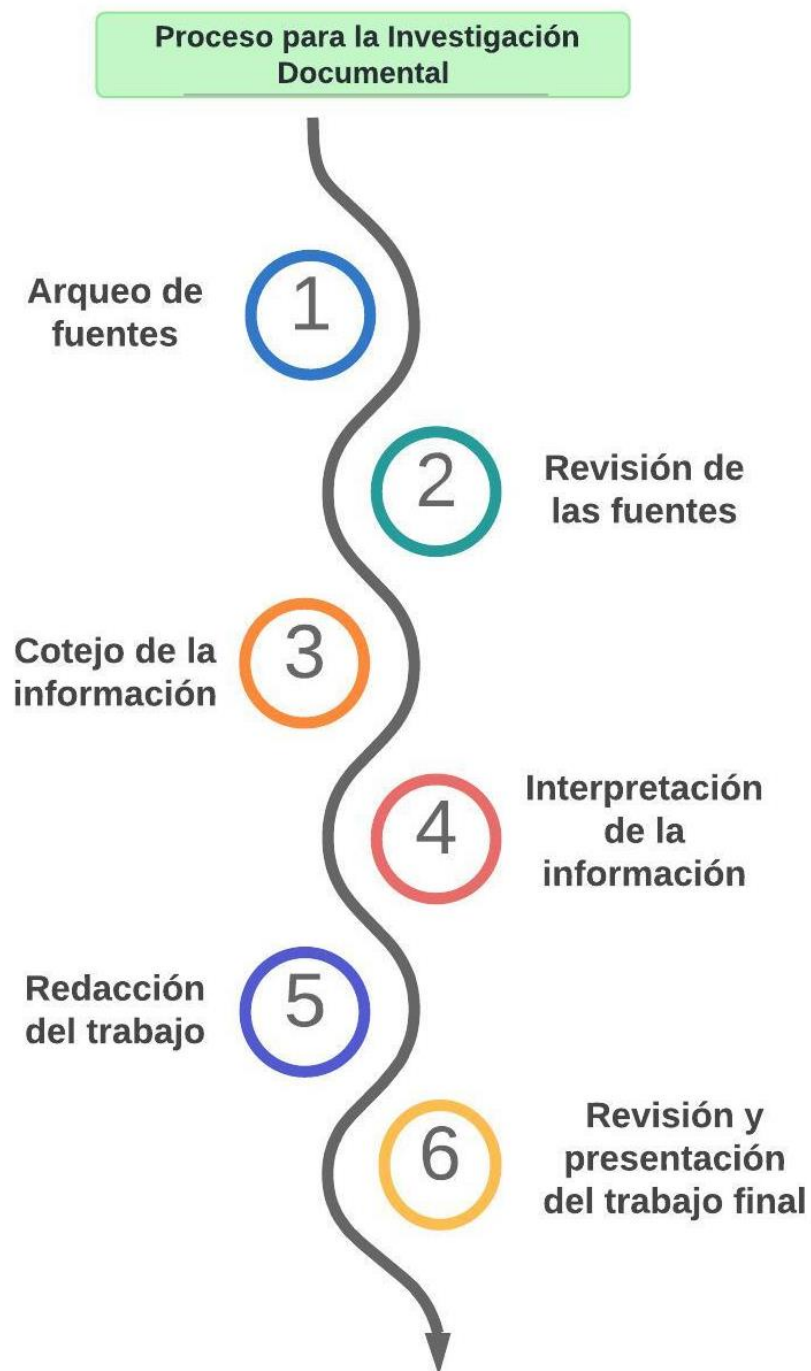 Proceso para la Investigación
Documental
1
Arqueo de
fuentes
2
Revisión de
las fuentes
3
Cotejo de la
información
4
Interpretación
de la
información
5
Redacción
del trabajo
6
Revisión y
presentación
del trabajo final